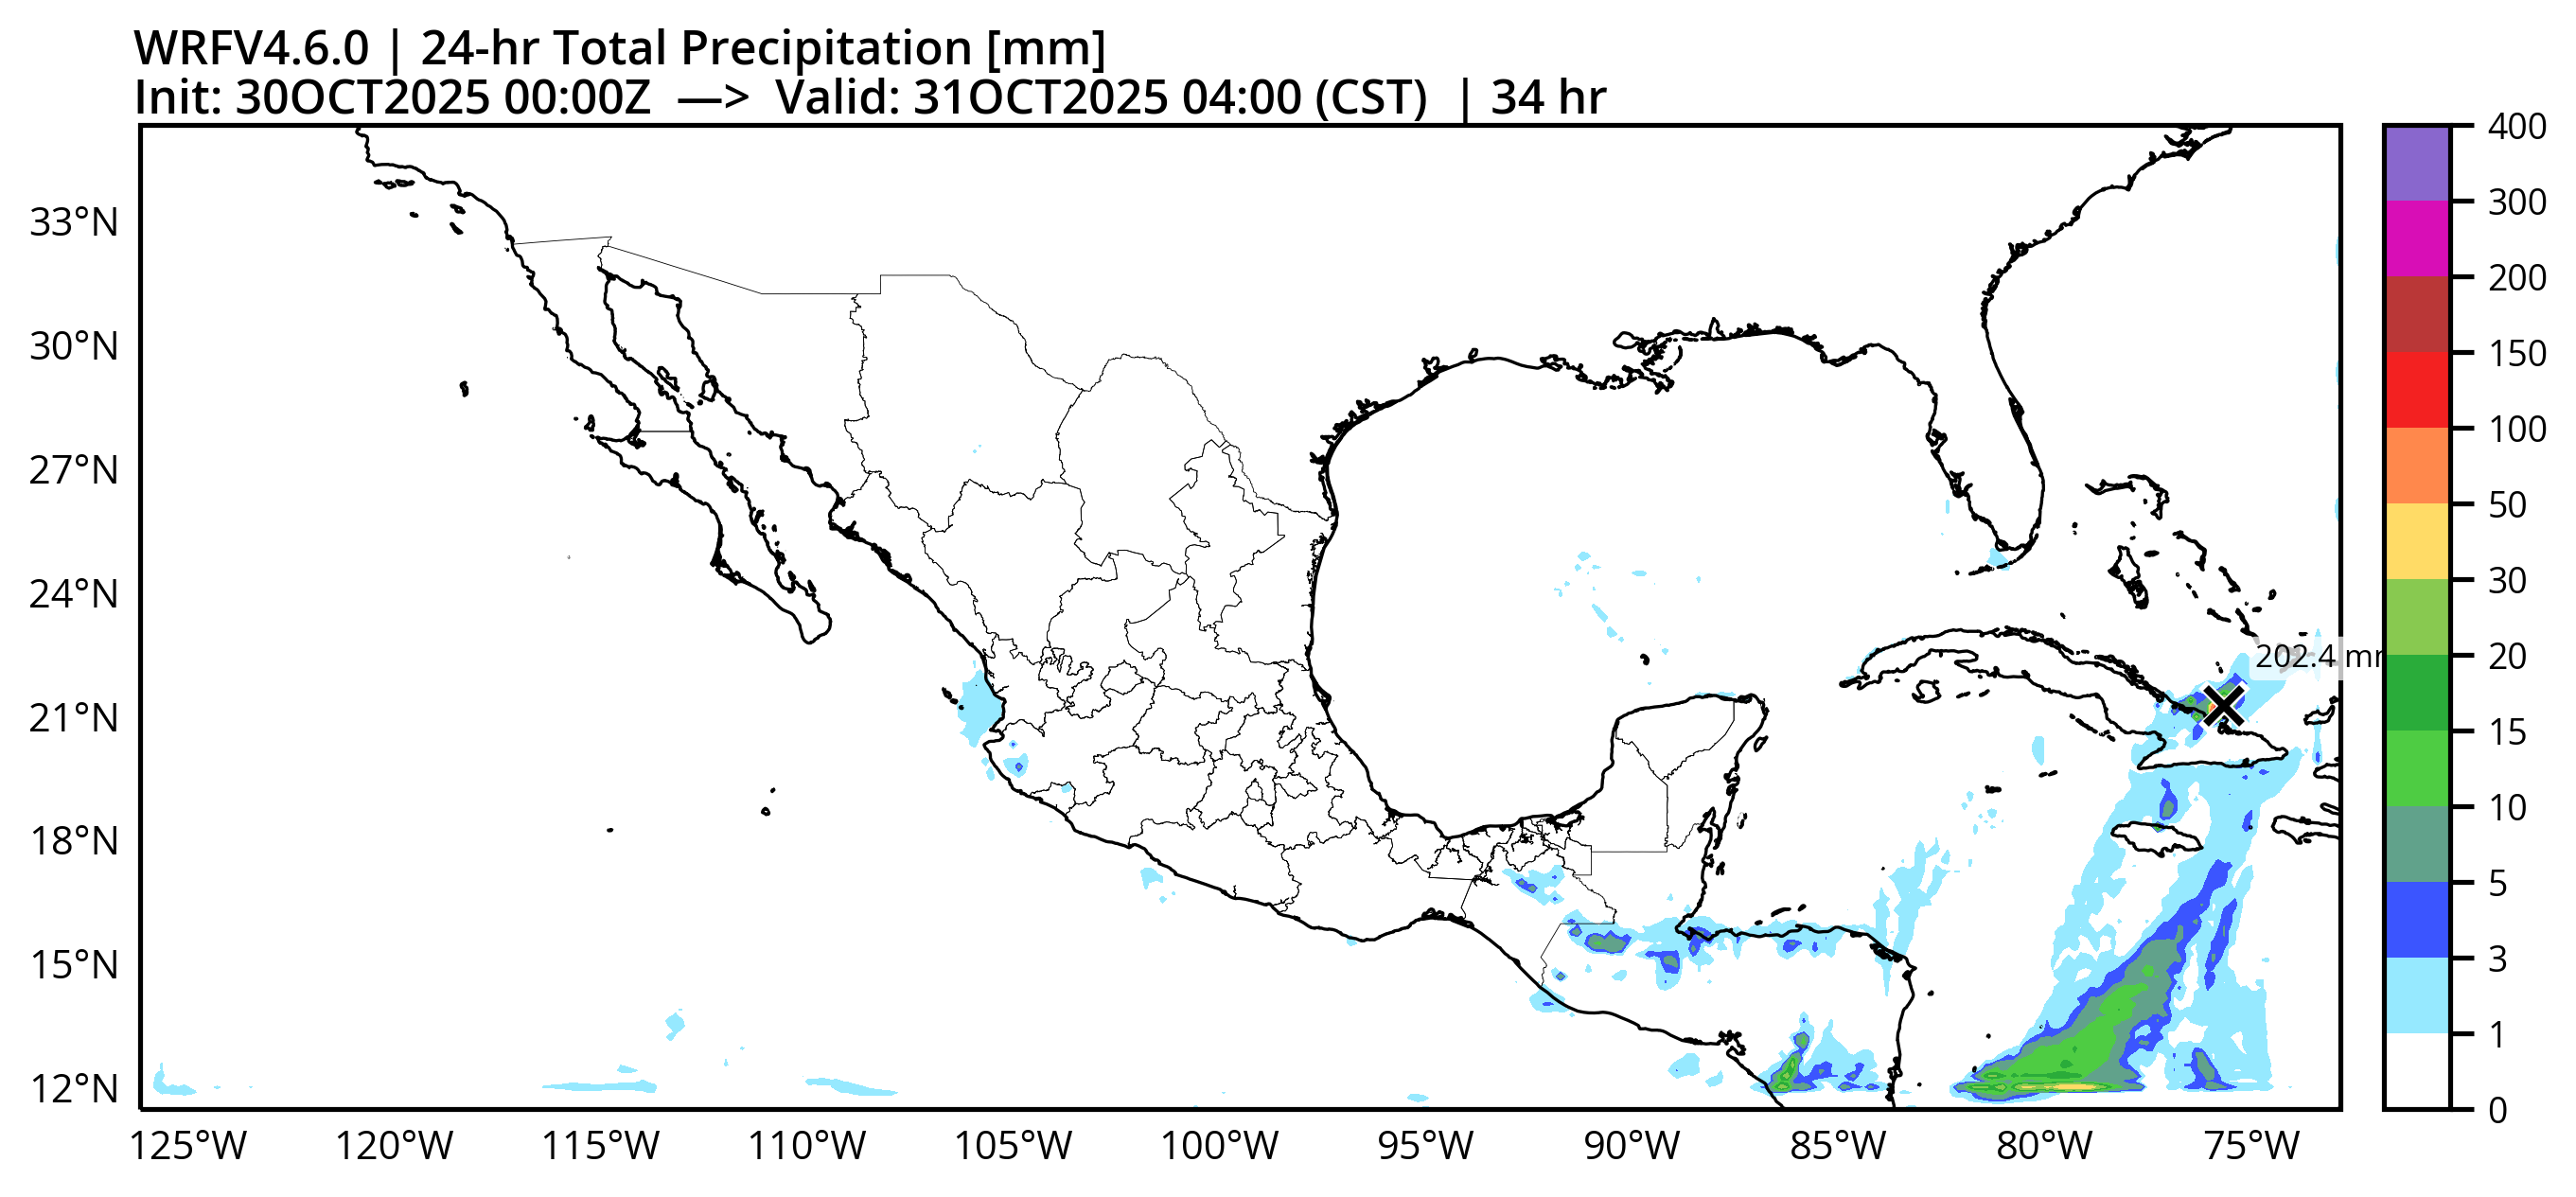 WRFV4.6.0 | 24-hr Total Precipitation [mm]
Init: 30OCT2025 00:00Z —> Valid: 31OCT2025 04:00 (CST) | 34 hr
33°N
30°N
27°N
24°N
21°N
18°N
15°N
12°N
125°W 120°W 115°W 110°W 105°W 100°W 95°W 90°W 85°W 80°W 75°W
202.4 mm
400
300
200
150
100
50
30
20
15
10
5
3
1
0